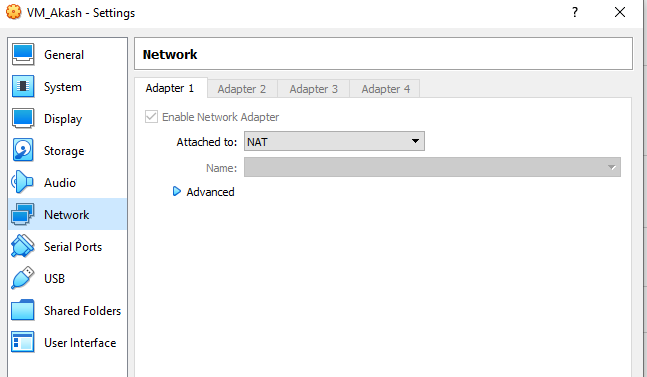 VM_Akash - Settings
?
General
System
Display
Storage
Audio
Network
Serial Ports
USB
Shared Folders
User Interface
Network
Adapter 1 Adapter 2 Adapter 3 Adapter 4
Enable Network Adapter
Attached to: NAT
Name:
Advanced